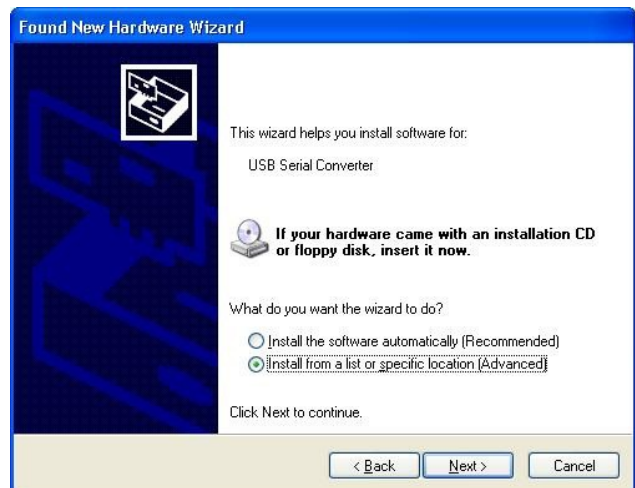 Found New Hardware Wizard
This wizard helps you install software for:
USB Serial Converter
If your hardware came with an installation CD
or floppy disk, insert it now.
What do you want the wizard to do?
Install the software automatically (Recommended)
Install from a list or specific location (Advanced)
Click Next to continue.
< Back Next > Cancel